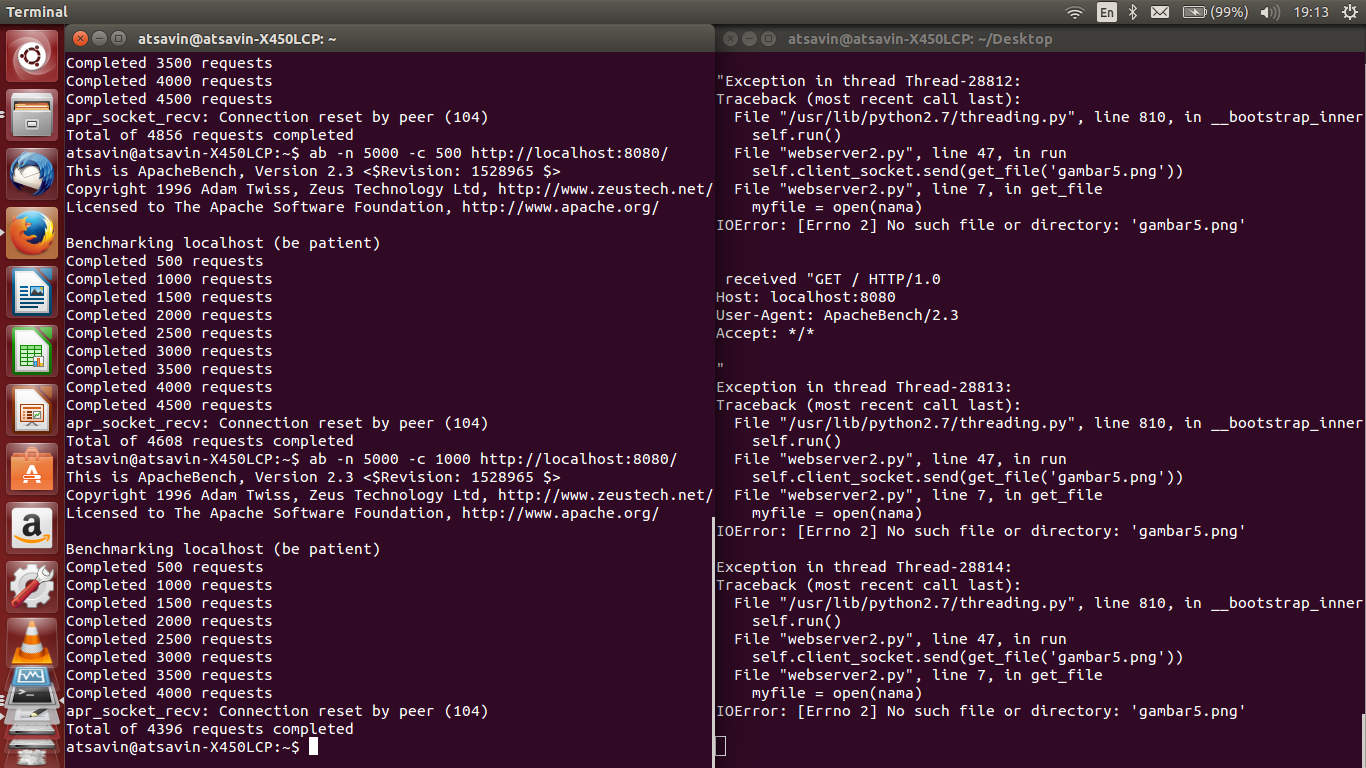 Terminal
En
(99%)
19:13
atsavin@atsavin-X450LCP: ~
Completed 3500 requests
Completed 4000 requests
Completed 4500 requests
apr_socket_recv: Connection reset by peer (104)
Total of 4856 requests completed
atsavin@atsavin-X450LCP:~$ ab -n 5000 -c 500 http://localhost:8080/
This is ApacheBench, Version 2.3 <$Revision: 1528965 $>
Copyright 1996 Adam Twiss, Zeus Technology Ltd, http://www.zeustech.net/
Licensed to The Apache Software Foundation, http://www.apache.org/
Benchmarking localhost (be patient)
Completed 500 requests
Completed 1000 requests
Completed 1500 requests
Completed 2000 requests
Completed 2500 requests
Completed 3000 requests
Completed 3500 requests
Completed 4000 requests
Completed 4500 requests
apr_socket_recv: Connection reset by peer (104)
Total of 4608 requests completed
atsavin@atsavin-X450LCP:~$ ab -n 5000 -c 1000 http://localhost:8080/
This is ApacheBench, Version 2.3 <$Revision: 1528965 $>
Copyright 1996 Adam Twiss, Zeus Technology Ltd, http://www.zeustech.net/
Licensed to The Apache Software Foundation, http://www.apache.org/
Benchmarking localhost (be patient)
Completed 500 requests
Completed 1000 requests
Completed 1500 requests
Completed 2000 requests
Completed 2500 requests
Completed 3000 requests
Completed 3500 requests
Completed 4000 requests
apr_socket_recv: Connection reset by peer (104)
Total of 4396 requests completed
atsavin@atsavin-X450LCP:~$
atsavin@atsavin-X450LCP: ~/Desktop
"Exception in thread Thread-28812:
Traceback (most recent call last):
File "/usr/lib/python2.7/threading.py", line 810, in __bootstrap_inner
self.run()
File "webserver2.py", line 47, in run
self.client_socket.send(get_file('gambar5.png'))
File "webserver2.py", line 7, in get_file
myfile = open(nama)
IOError: [Errno 2] No such file or directory: 'gambar5.png'
received "GET / HTTP/1.0
Host: localhost:8080
User-Agent: ApacheBench/2.3
Accept: */*
"
Exception in thread Thread-28813:
Traceback (most recent call last):
File "/usr/lib/python2.7/threading.py", line 810, in __bootstrap_inner
self.run()
File "webserver2.py", line 47, in run
self.client_socket.send(get_file('gambar5.png'))
File "webserver2.py", line 7, in get_file
myfile = open(nama)
IOError: [Errno 2] No such file or directory: 'gambar5.png'
Exception in thread Thread-28814:
Traceback (most recent call last):
File "/usr/lib/python2.7/threading.py", line 810, in __bootstrap_inner
self.run()
File "webserver2.py", line 47, in run
self.client_socket.send(get_file('gambar5.png'))
File "webserver2.py", line 7, in get_file
myfile = open(nama)
IOError: [Errno 2] No such file or directory: 'gambar5.png'